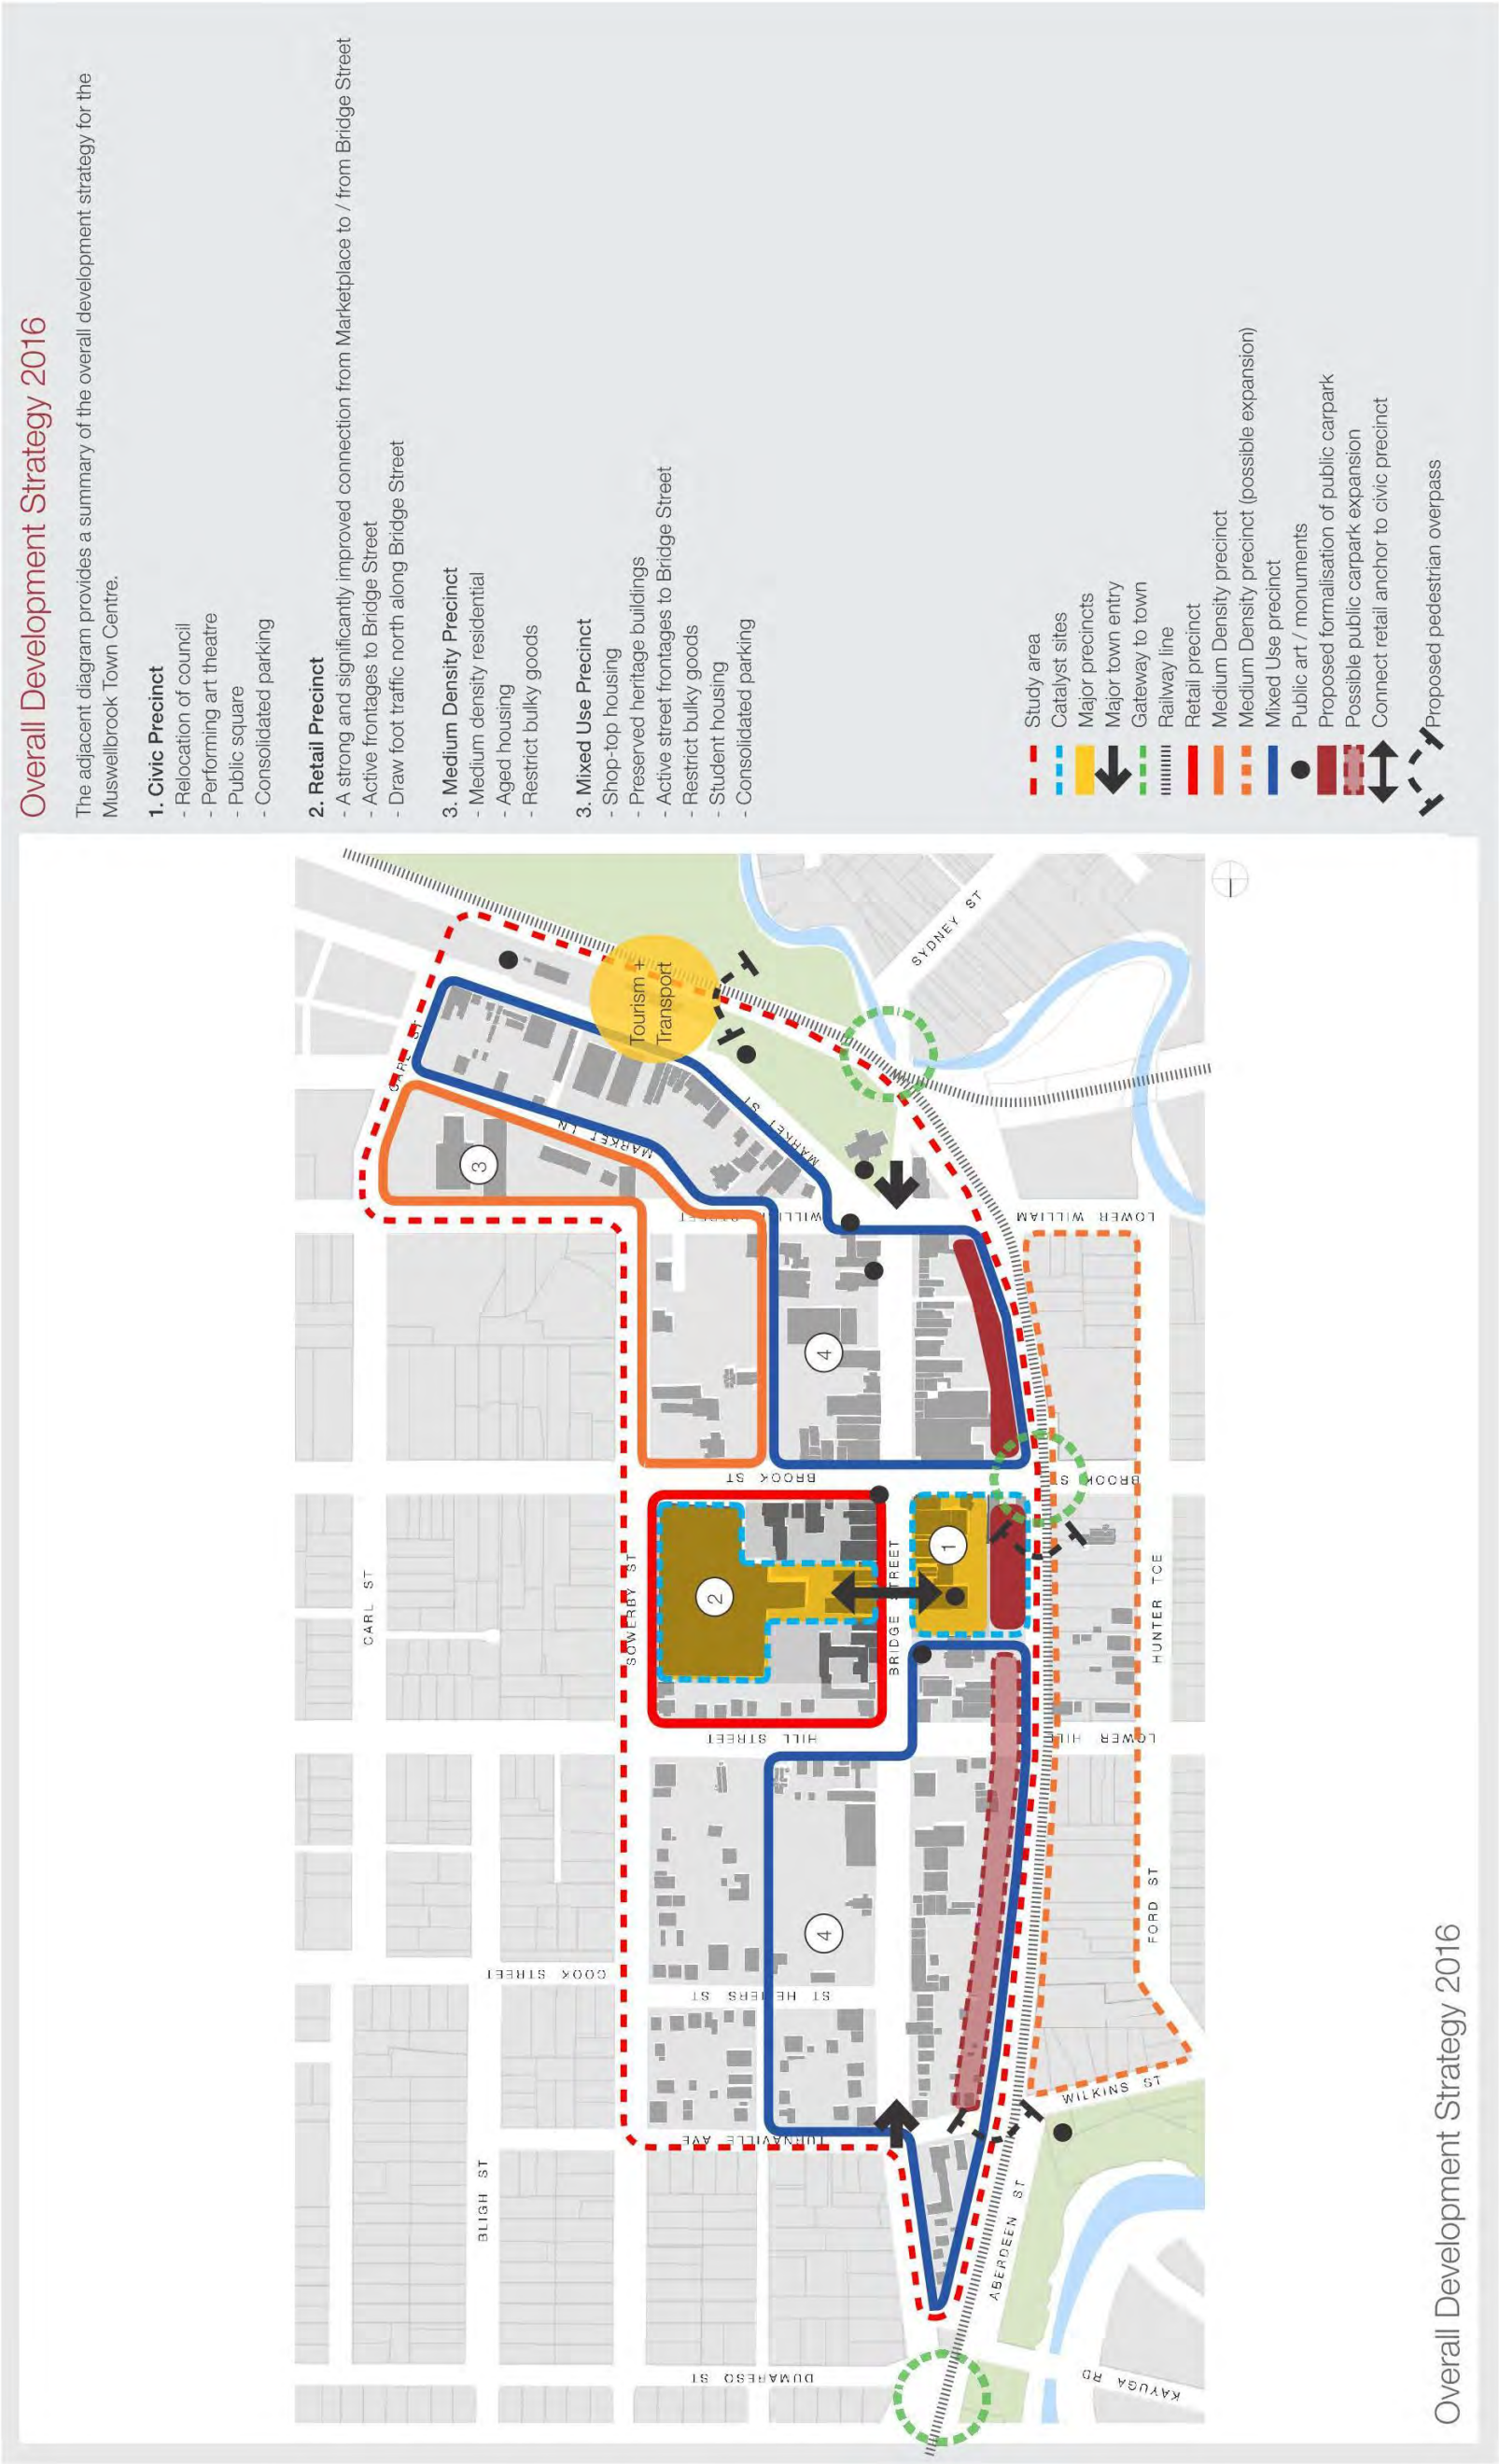 Overall Development Strategy 2016
The adjacent diagram provides a summary of the overall development strategy for the
Muswellbrook Town Centre.
1. Civic Precinct
- Relocation of council
- Performing art theatre
- Public square
- Consolidated parking
2. Retail Precinct
- A strong and significantly improved connection from Marketplace to / from Bridge Street
- Active frontages to Bridge Street
- Draw foot traffic north along Bridge Street
3. Medium Density Precinct
- Medium density residential
- Aged housing
- Restrict bulky goods
3. Mixed Use Precinct
- Shop-top housing
- Preserved heritage buildings
- Active street frontages to Bridge Street
- Restrict bulky goods
- Student housing
- Consolidated parking
Study area
Catalyst sites
Major precincts
Major town entry
Gateway to town
Railway line
Retail precinct
Medium Density precinct
Medium Density precinct (possible expansion)
Mixed Use precinct
Public art / monuments
Proposed formalisation of public carpark
Possible public carpark expansion
Connect retail anchor to civic precinct
Proposed pedestrian overpass
CARL ST
CARL ST
BLIGH ST
COOK STREET
SOWERBY ST
ST HELIERS ST
TURNAVILLE AVE
DUMARESQ ST
HILL STREET
BROOK ST
WILLIAM STREET
MARKET LN
MARKET ST
Tourism +
Transport
SYDNEY ST
BRIDGE STREET
LOWER WILLIAM
BROOK ST
LOWER HILL
HUNTER TCE
FORD ST
WILKINS ST
ABERDEEN ST
KAYUGA RD
1
2
3
4
4
Overall Development Strategy 2016